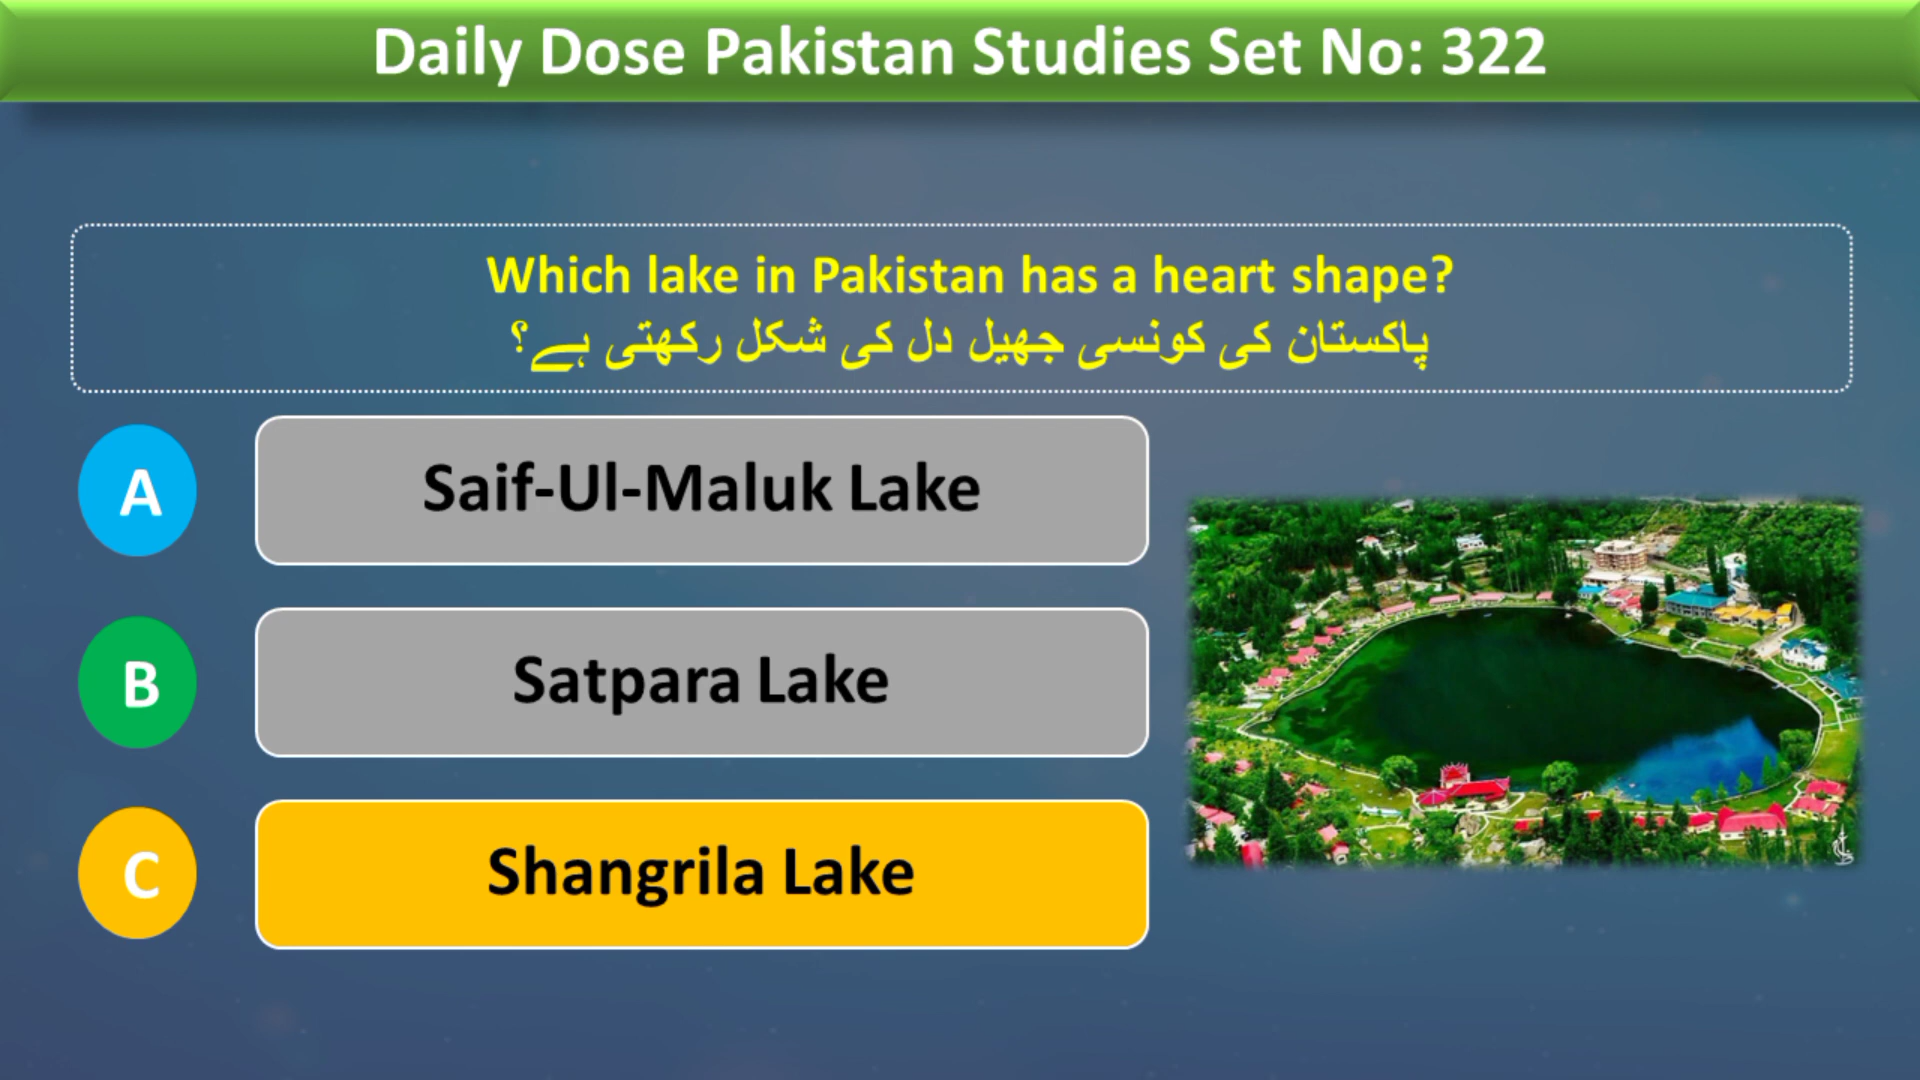 Daily Dose Pakistan Studies Set No: 322
Which lake in Pakistan has a heart shape?
پاکستان کی کونسی جھیل دل کی شکل رکھتی ہے؟
A
Saif-Ul-Maluk Lake
B
Satpara Lake
C
Shangrila Lake